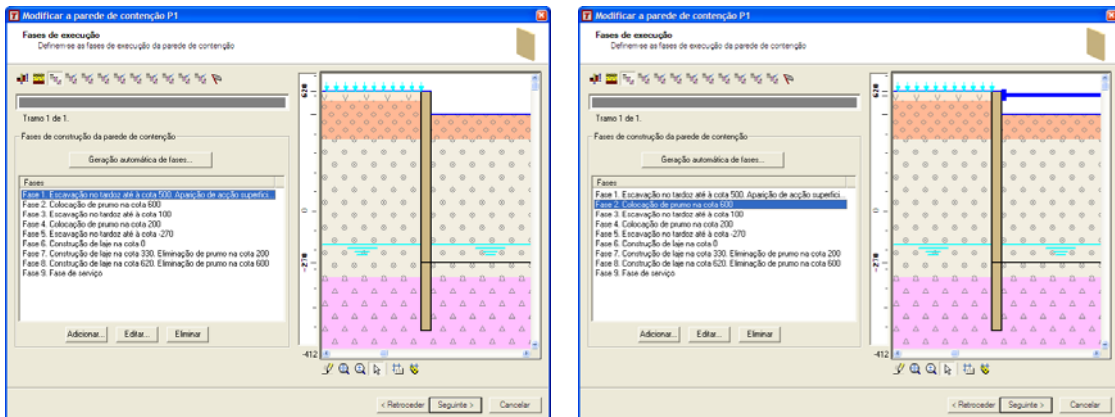 Modificar a parede de contenção P1
Fases de execução
Definem-se as fases de execução da parede de contenção
Tramo 1 de 1.
Fases de construção da parede de contenção
Geração automática de fases...
Fases
Fase 1. Escavação no tardoz até à cota 500. Aparição de acção superfici...
Fase 2. Colocação de prumo na cota 600
Fase 3. Escavação no tardoz até à cota 100
Fase 4. Colocação de prumo na cota 200
Fase 5. Escavação no tardoz até à cota -270
Fase 6. Construção de laje na cota 0
Fase 7. Construção de laje na cota 330. Eliminação de prumo na cota 200
Fase 8. Construção de laje na cota 620. Eliminação de prumo na cota 600
Fase 9. Fase de serviço
Adicionar... Editar... Eliminar
620
0
-270
-412
< Retroceder Seguinte > Cancelar
Modificar a parede de contenção P1
Fases de execução
Definem-se as fases de execução da parede de contenção
Tramo 1 de 1.
Fases de construção da parede de contenção
Geração automática de fases...
Fases
Fase 1. Escavação no tardoz até à cota 500. Aparição de acção superfici...
Fase 2. Colocação de prumo na cota 600
Fase 3. Escavação no tardoz até à cota 100
Fase 4. Colocação de prumo na cota 200
Fase 5. Escavação no tardoz até à cota -270
Fase 6. Construção de laje na cota 0
Fase 7. Construção de laje na cota 330. Eliminação de prumo na cota 200
Fase 8. Construção de laje na cota 620. Eliminação de prumo na cota 600
Fase 9. Fase de serviço
Adicionar... Editar... Eliminar
620
0
-270
-412
< Retroceder Seguinte > Cancelar